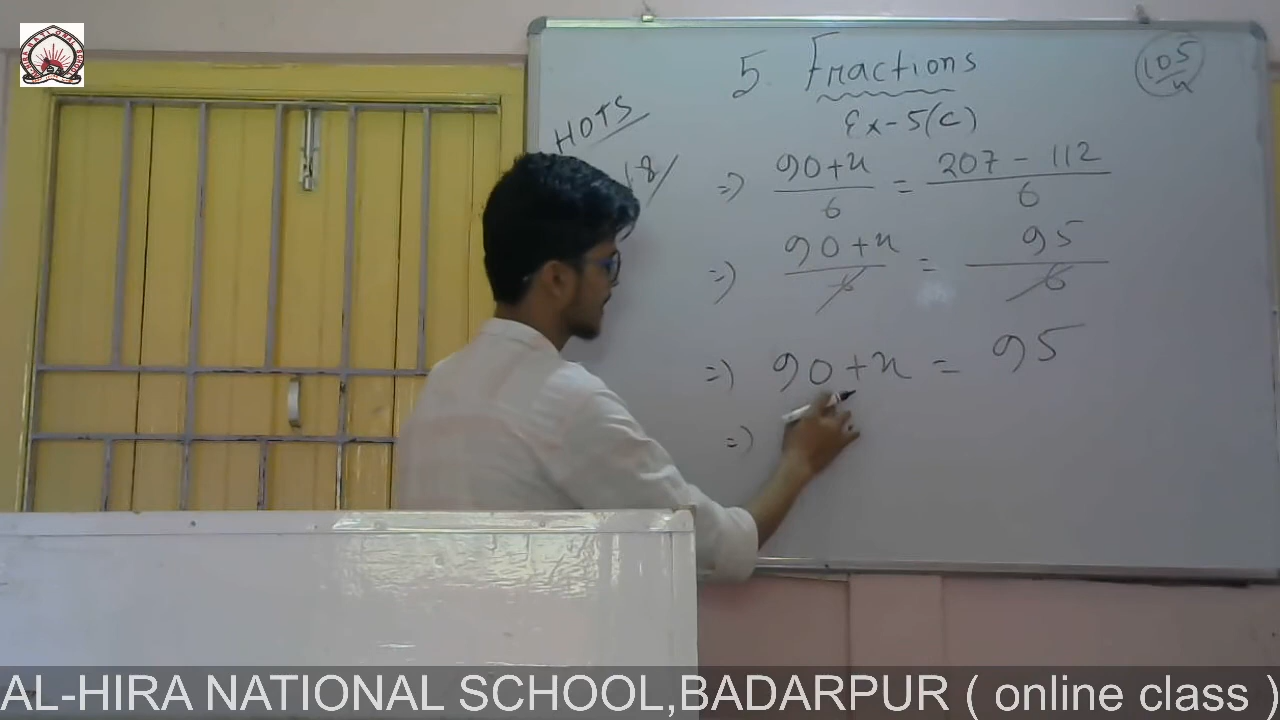 5. Fractions
105/4
Ex-5(C)
HOTS
18/
=) 90+x/6 = 207 - 112/6
=) 90+x/6 = 95/6
=) 90+x = 95
=)
AL-HIRA NATIONAL SCHOOL,BADARPUR ( online class )